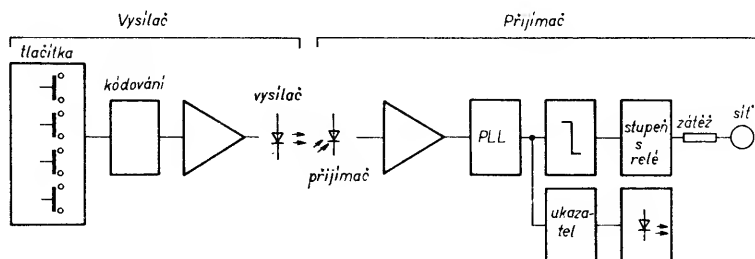 Vysílač
Přijímač
tlačítka
kódování
vysílač
přijímač
PLL
stupeň
s
relé
zátěž
síť
ukaza-
tel